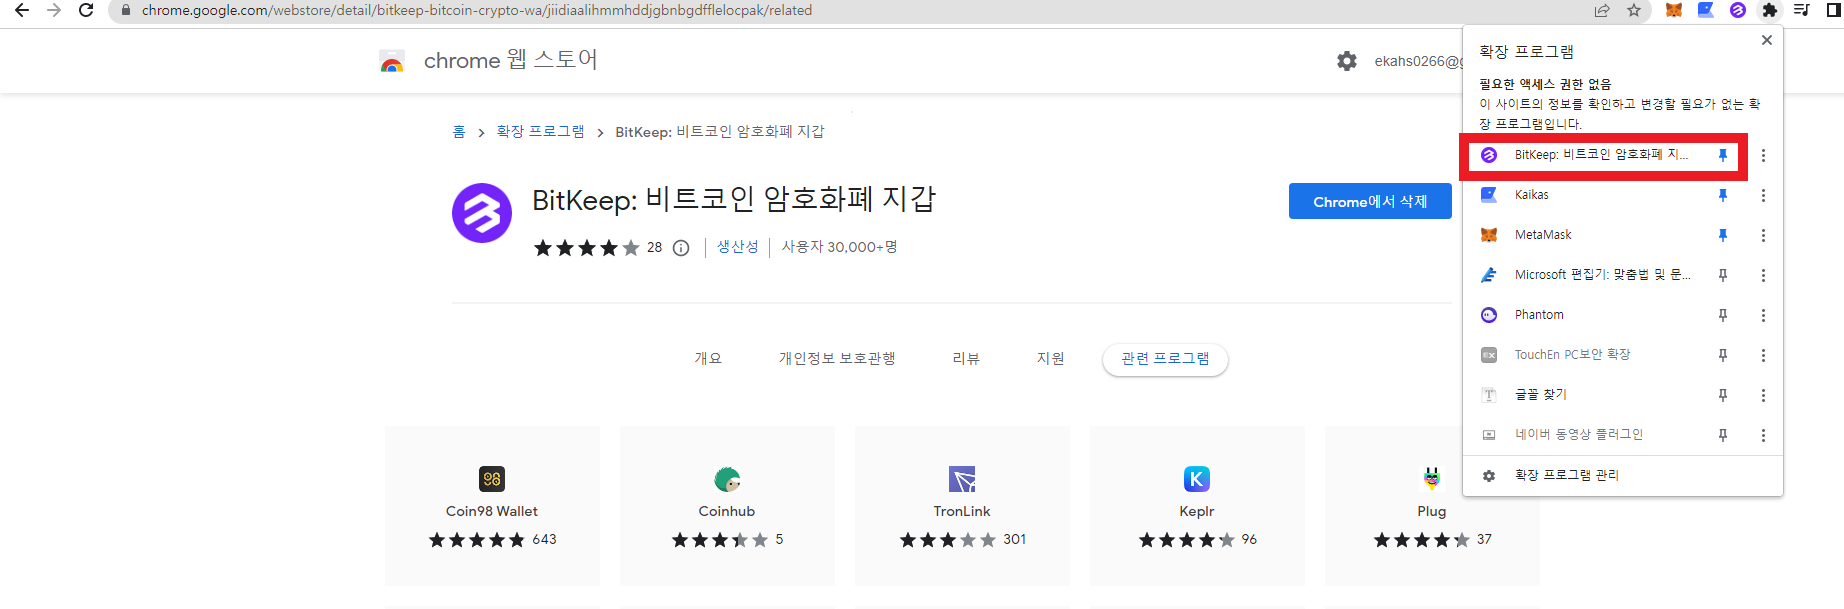 chrome.google.com/webstore/detail/bitkeep-bitcoin-crypto-wa/jiidiaalihmmhddjgbnbgdfflelocpak/related
chrome 웹 스토어
ekahs0266@g
홈 > 확장 프로그램 > BitKeep: 비트코인 암호화폐 지갑
BitKeep: 비트코인 암호화폐 지갑
28 생산성 사용자 30,000+명
Chrome에서 삭제
개요 개인정보 보호관행 리뷰 지원 관련 프로그램
Coin98 Wallet
643
Coinhub
5
TronLink
301
Keplr
96
Plug
37
확장 프로그램
필요한 액세스 권한 없음
이 사이트의 정보를 확인하고 변경할 필요가 없는 확
장 프로그램입니다.
BitKeep: 비트코인 암호화폐 지...
Kaikas
MetaMask
Microsoft 편집기: 맞춤법 및 문...
Phantom
TouchEn PC보안 확장
글꼴 찾기
네이버 동영상 플러그인
확장 프로그램 관리